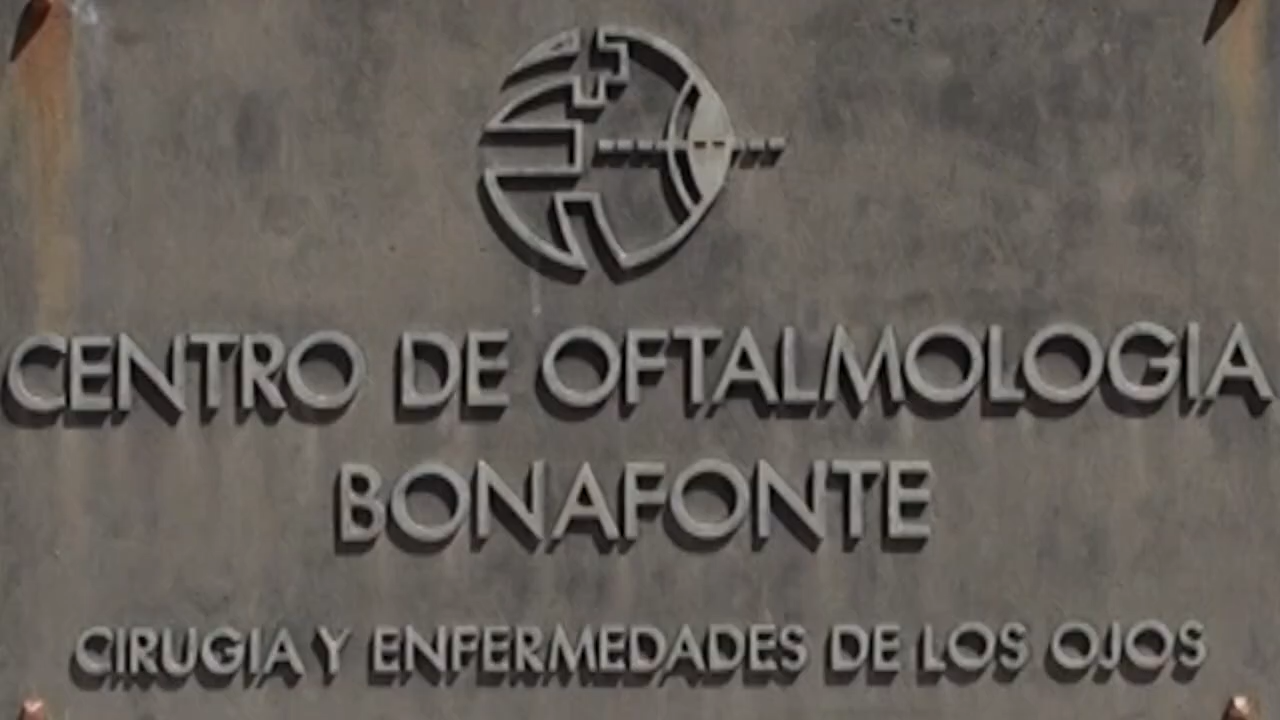 CENTRO DE OFTALMOLOGIA
BONAFONTE
CIRUGIA Y ENFERMEDADES DE LOS OJOS